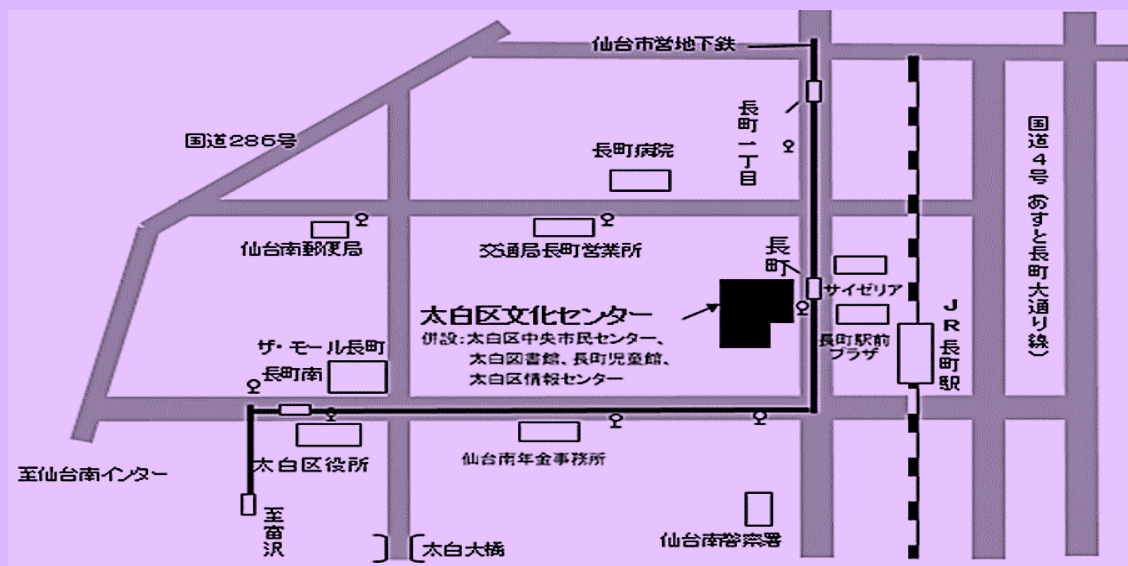 仙台市営地下鉄
国道286号
長町一丁目
長町病院
国道4号(あすと長町大通り線)
仙台南郵便局
交通局長町営業所
長町
サイゼリア
太白区文化センター
併設:太白区中央市民センター、
太白図書館、長町児童館、
太白区情報センター
長町駅前
プラザ
JR長町駅
ザ・モール長町
長町南
太白区役所
仙台南年金事務所
至仙台南インター
至富沢
太白大橋
仙台南警察署